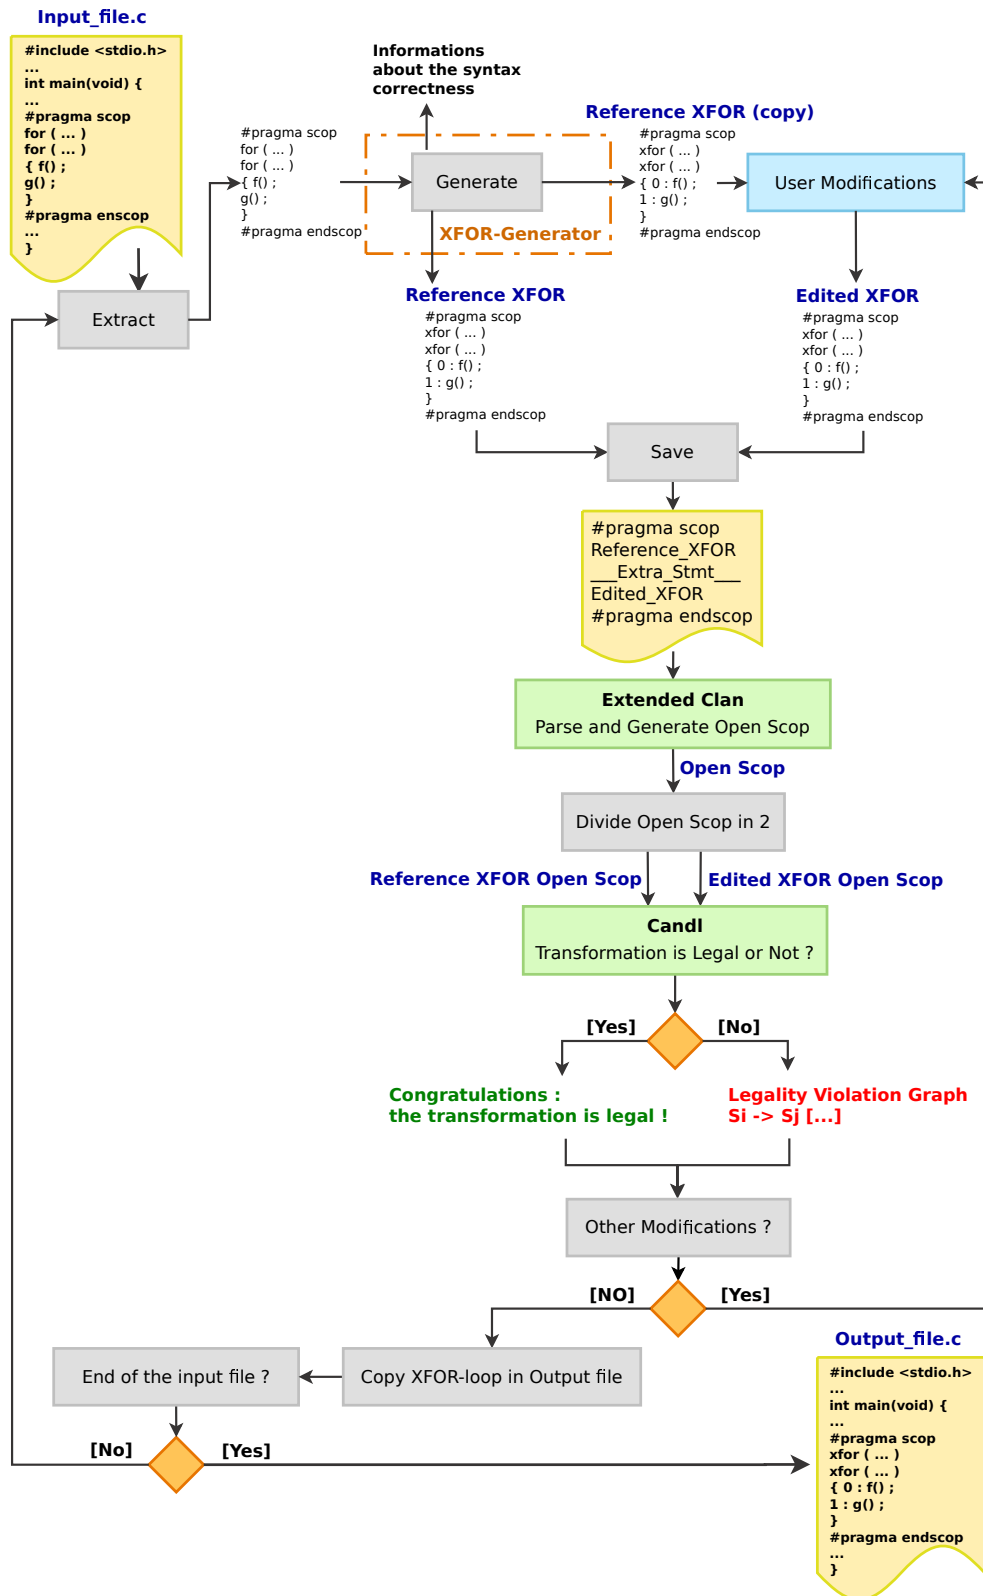 Input_file.c
#include <stdio.h>
...
int main(void) {
...
#pragma scop
for ( ... )
for ( ... )
{ f() ;
g() ;
}
#pragma enscop
...
}
Extract
#pragma scop
for ( ... )
for ( ... )
{ f() ;
g() ;
}
#pragma endscop
Informations
about the syntax
correctness
Generate
XFOR-Generator
Reference XFOR (copy)
#pragma scop
xfor ( ... )
xfor ( ... )
{ 0 : f() ;
1 : g() ;
}
#pragma endscop
User Modifications
Reference XFOR
#pragma scop
xfor ( ... )
xfor ( ... )
{ 0 : f() ;
1 : g() ;
}
#pragma endscop
Edited XFOR
#pragma scop
xfor ( ... )
xfor ( ... )
{ 0 : f() ;
1 : g() ;
}
#pragma endscop
Save
#pragma scop
Reference_XFOR
___Extra_Stmt___
Edited_XFOR
#pragma endscop
Extended Clan
Parse and Generate Open Scop
Open Scop
Divide Open Scop in 2
Reference XFOR Open Scop
Edited XFOR Open Scop
Candl
Transformation is Legal or Not ?
[Yes]
[No]
Congratulations :
the transformation is legal !
Legality Violation Graph
Si -> Sj [...]
Other Modifications ?
[NO]
[Yes]
Copy XFOR-loop in Output file
End of the input file ?
[No]
[Yes]
Output_file.c
#include <stdio.h>
...
int main(void) {
...
#pragma scop
xfor ( ... )
xfor ( ... )
{ 0 : f() ;
1 : g() ;
}
#pragma endscop
...
}